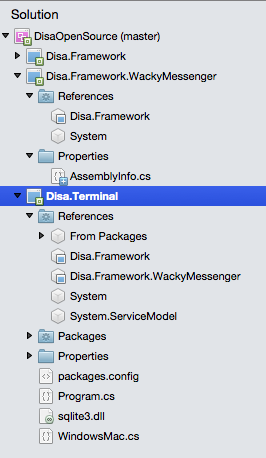 Solution
DisaOpenSource (master)
Disa.Framework
Disa.Framework.WackyMessenger
References
Disa.Framework
System
Properties
AssemblyInfo.cs
Disa.Terminal
References
From Packages
Disa.Framework
Disa.Framework.WackyMessenger
System
System.ServiceModel
Packages
Properties
packages.config
Program.cs
sqlite3.dll
WindowsMac.cs